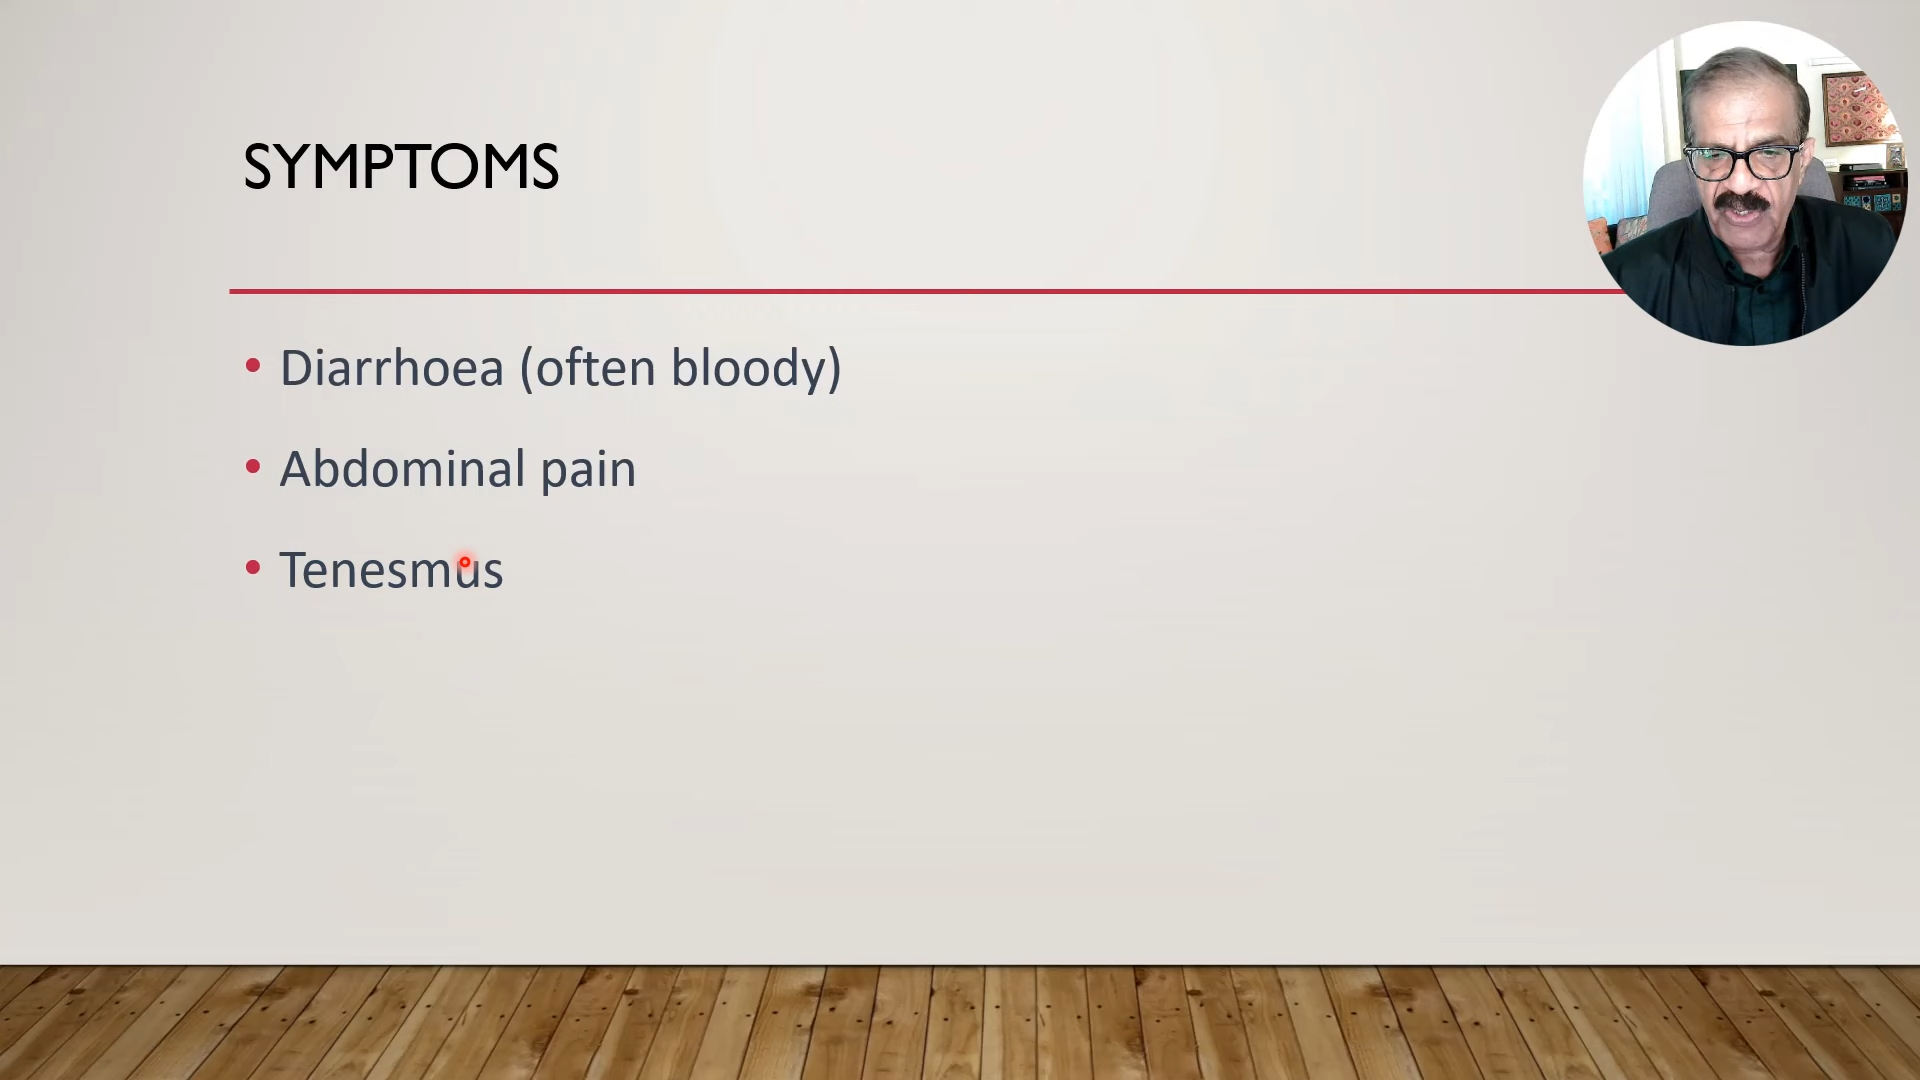 SYMPTOMS
• Diarrhoea (often bloody)
• Abdominal pain
• Tenesmus